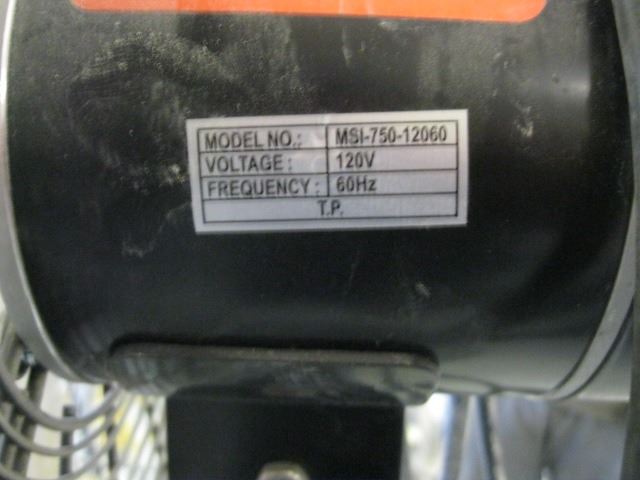 MODEL NO.: MSI-750-12060
VOLTAGE: 120V
FREQUENCY: 60Hz
T.P.